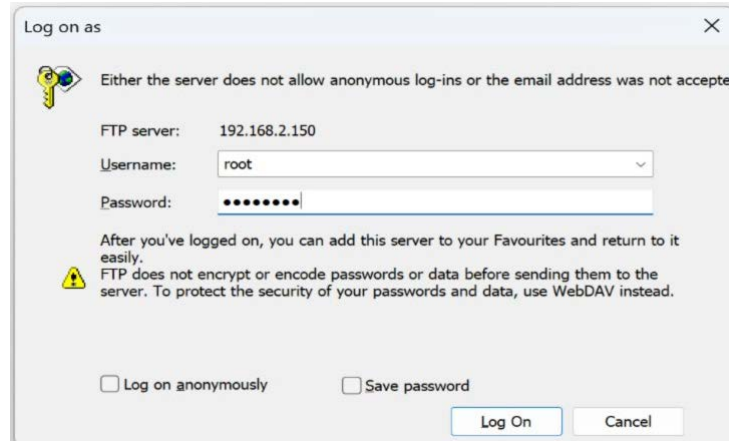 Log on as
Either the server does not allow anonymous log-ins or the email address was not accepte
FTP server: 192.168.2.150
Username: root
Password: ●●●●●●●●
After you've logged on, you can add this server to your Favourites and return to it
easily.
FTP does not encrypt or encode passwords or data before sending them to the
server. To protect the security of your passwords and data, use WebDAV instead.
Log on anonymously Save password
Log On Cancel